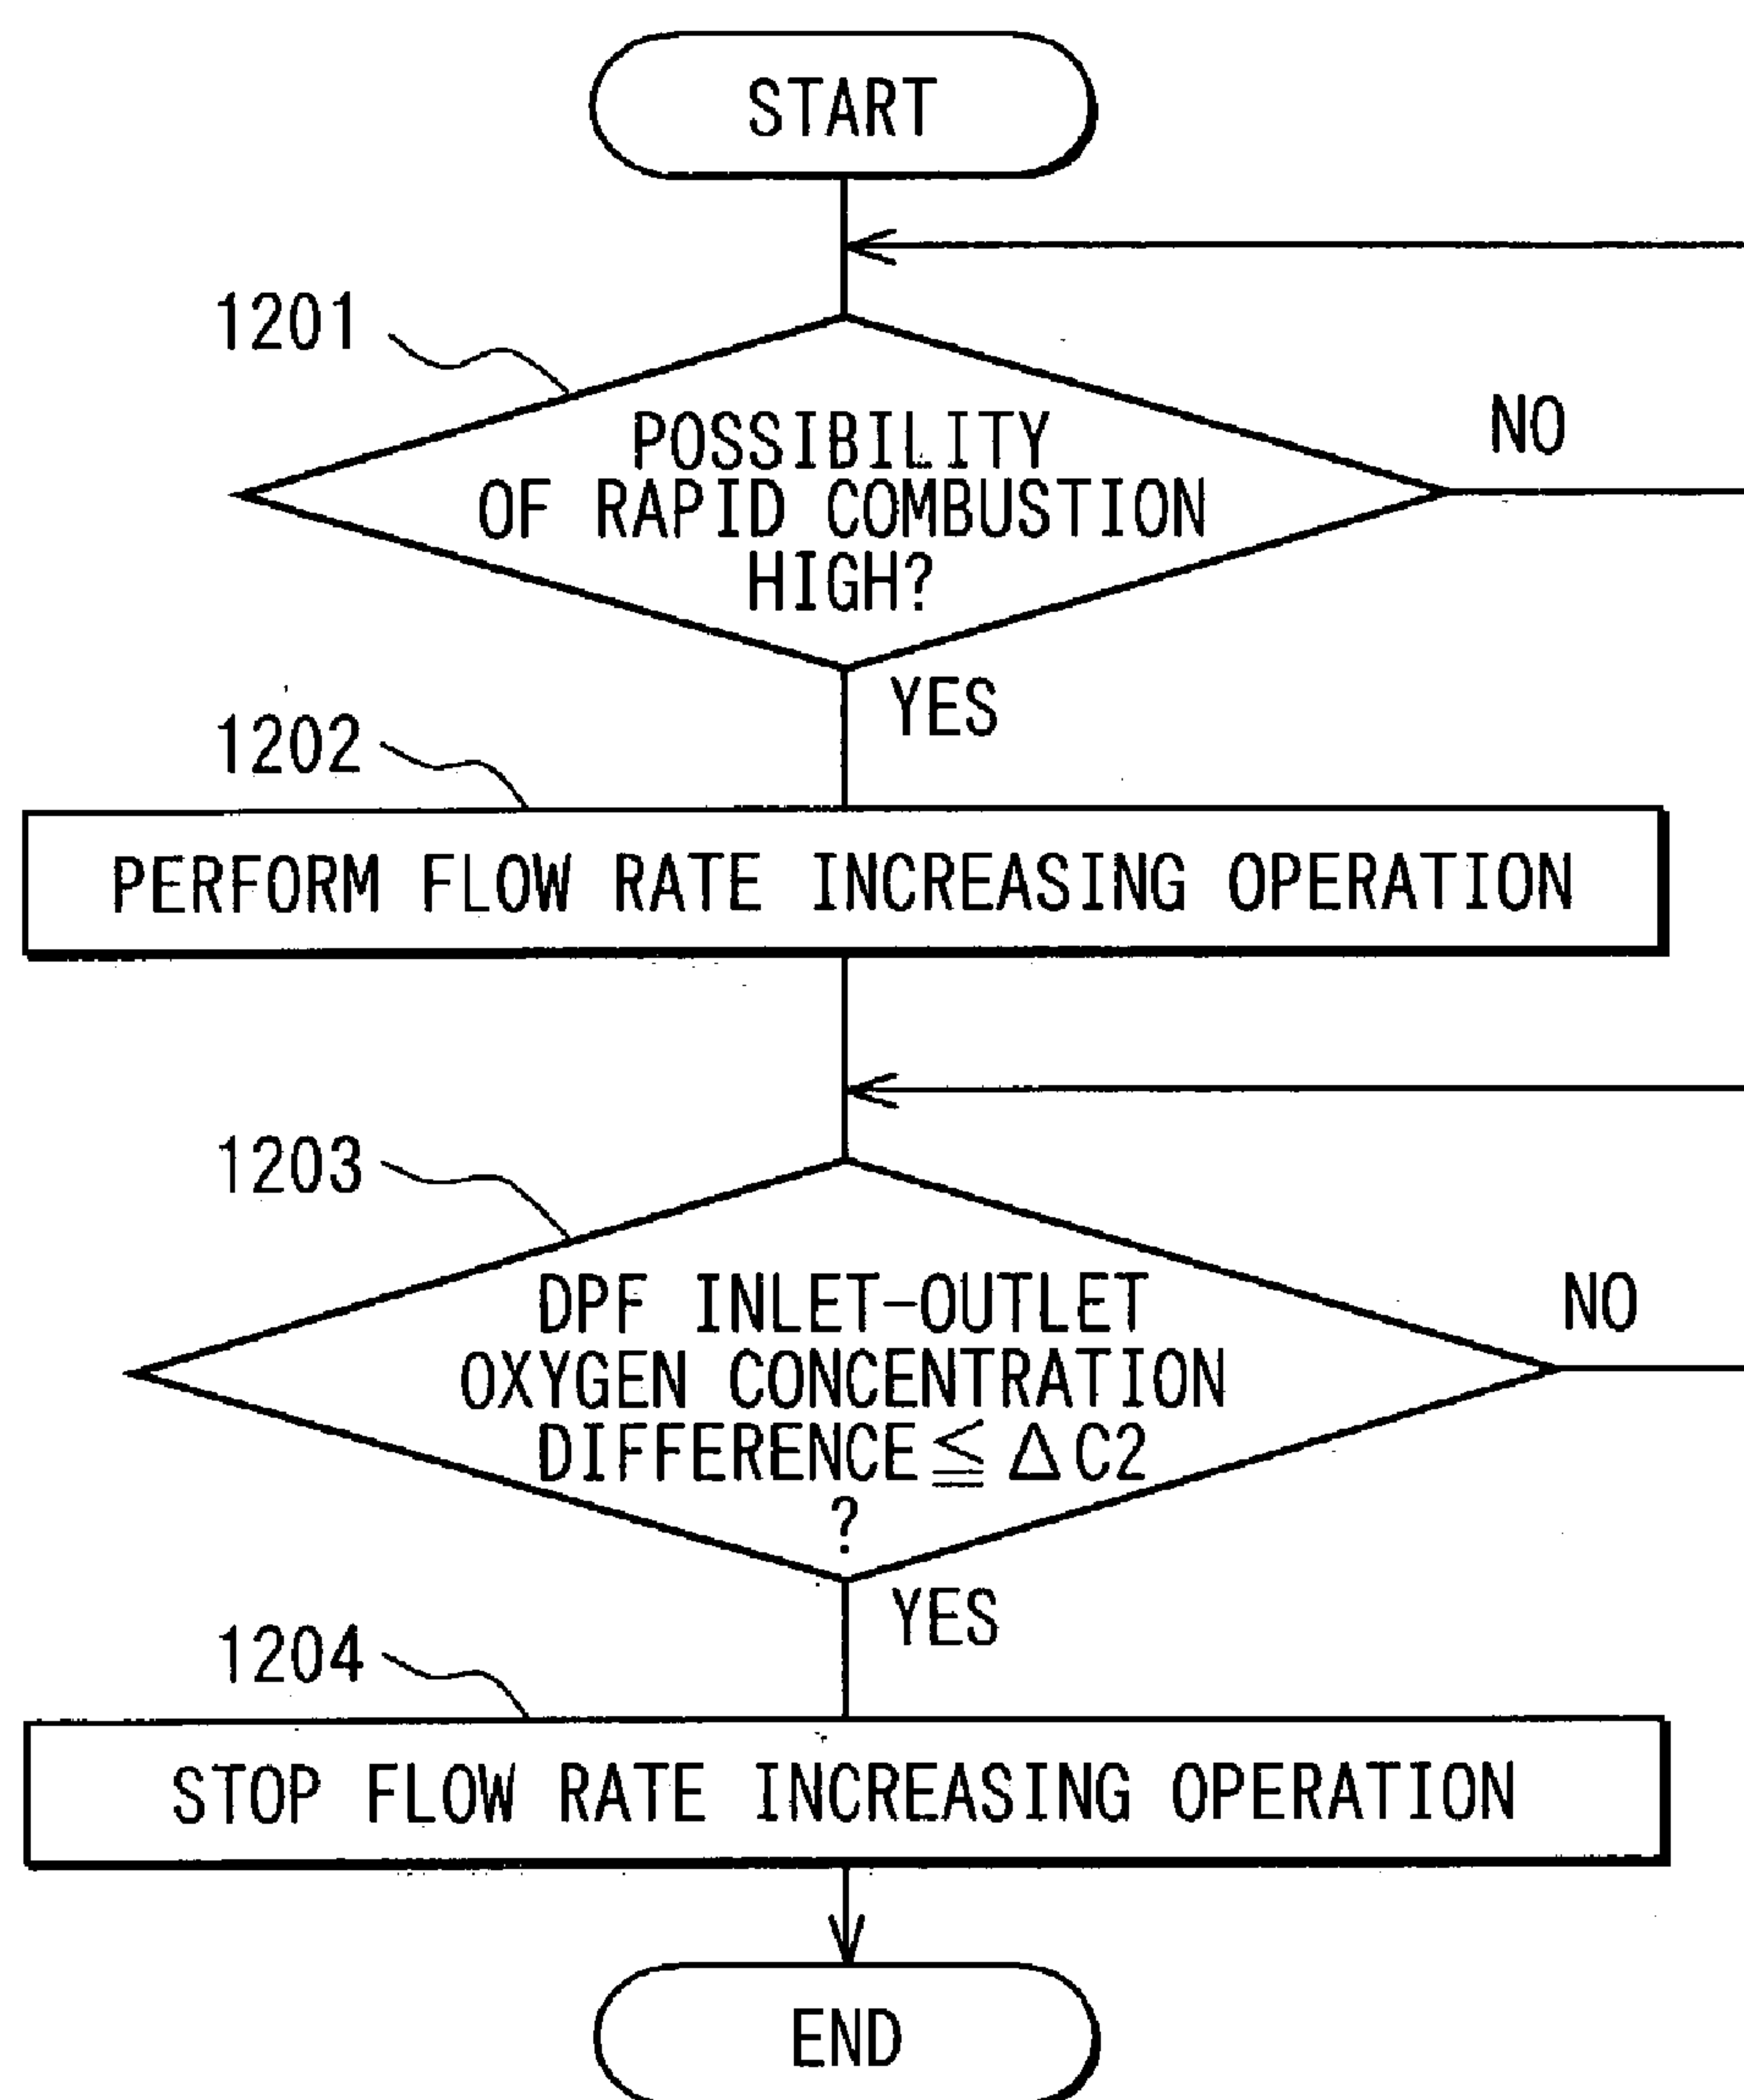 START
1201
POSSIBILITY
OF RAPID COMBUSTION
HIGH?
NO
YES
1202
PERFORM FLOW RATE INCREASING OPERATION
1203
DPF INLET-OUTLET
OXYGEN CONCENTRATION
DIFFERENCE ≦ ΔC2
?
NO
YES
1204
STOP FLOW RATE INCREASING OPERATION
END